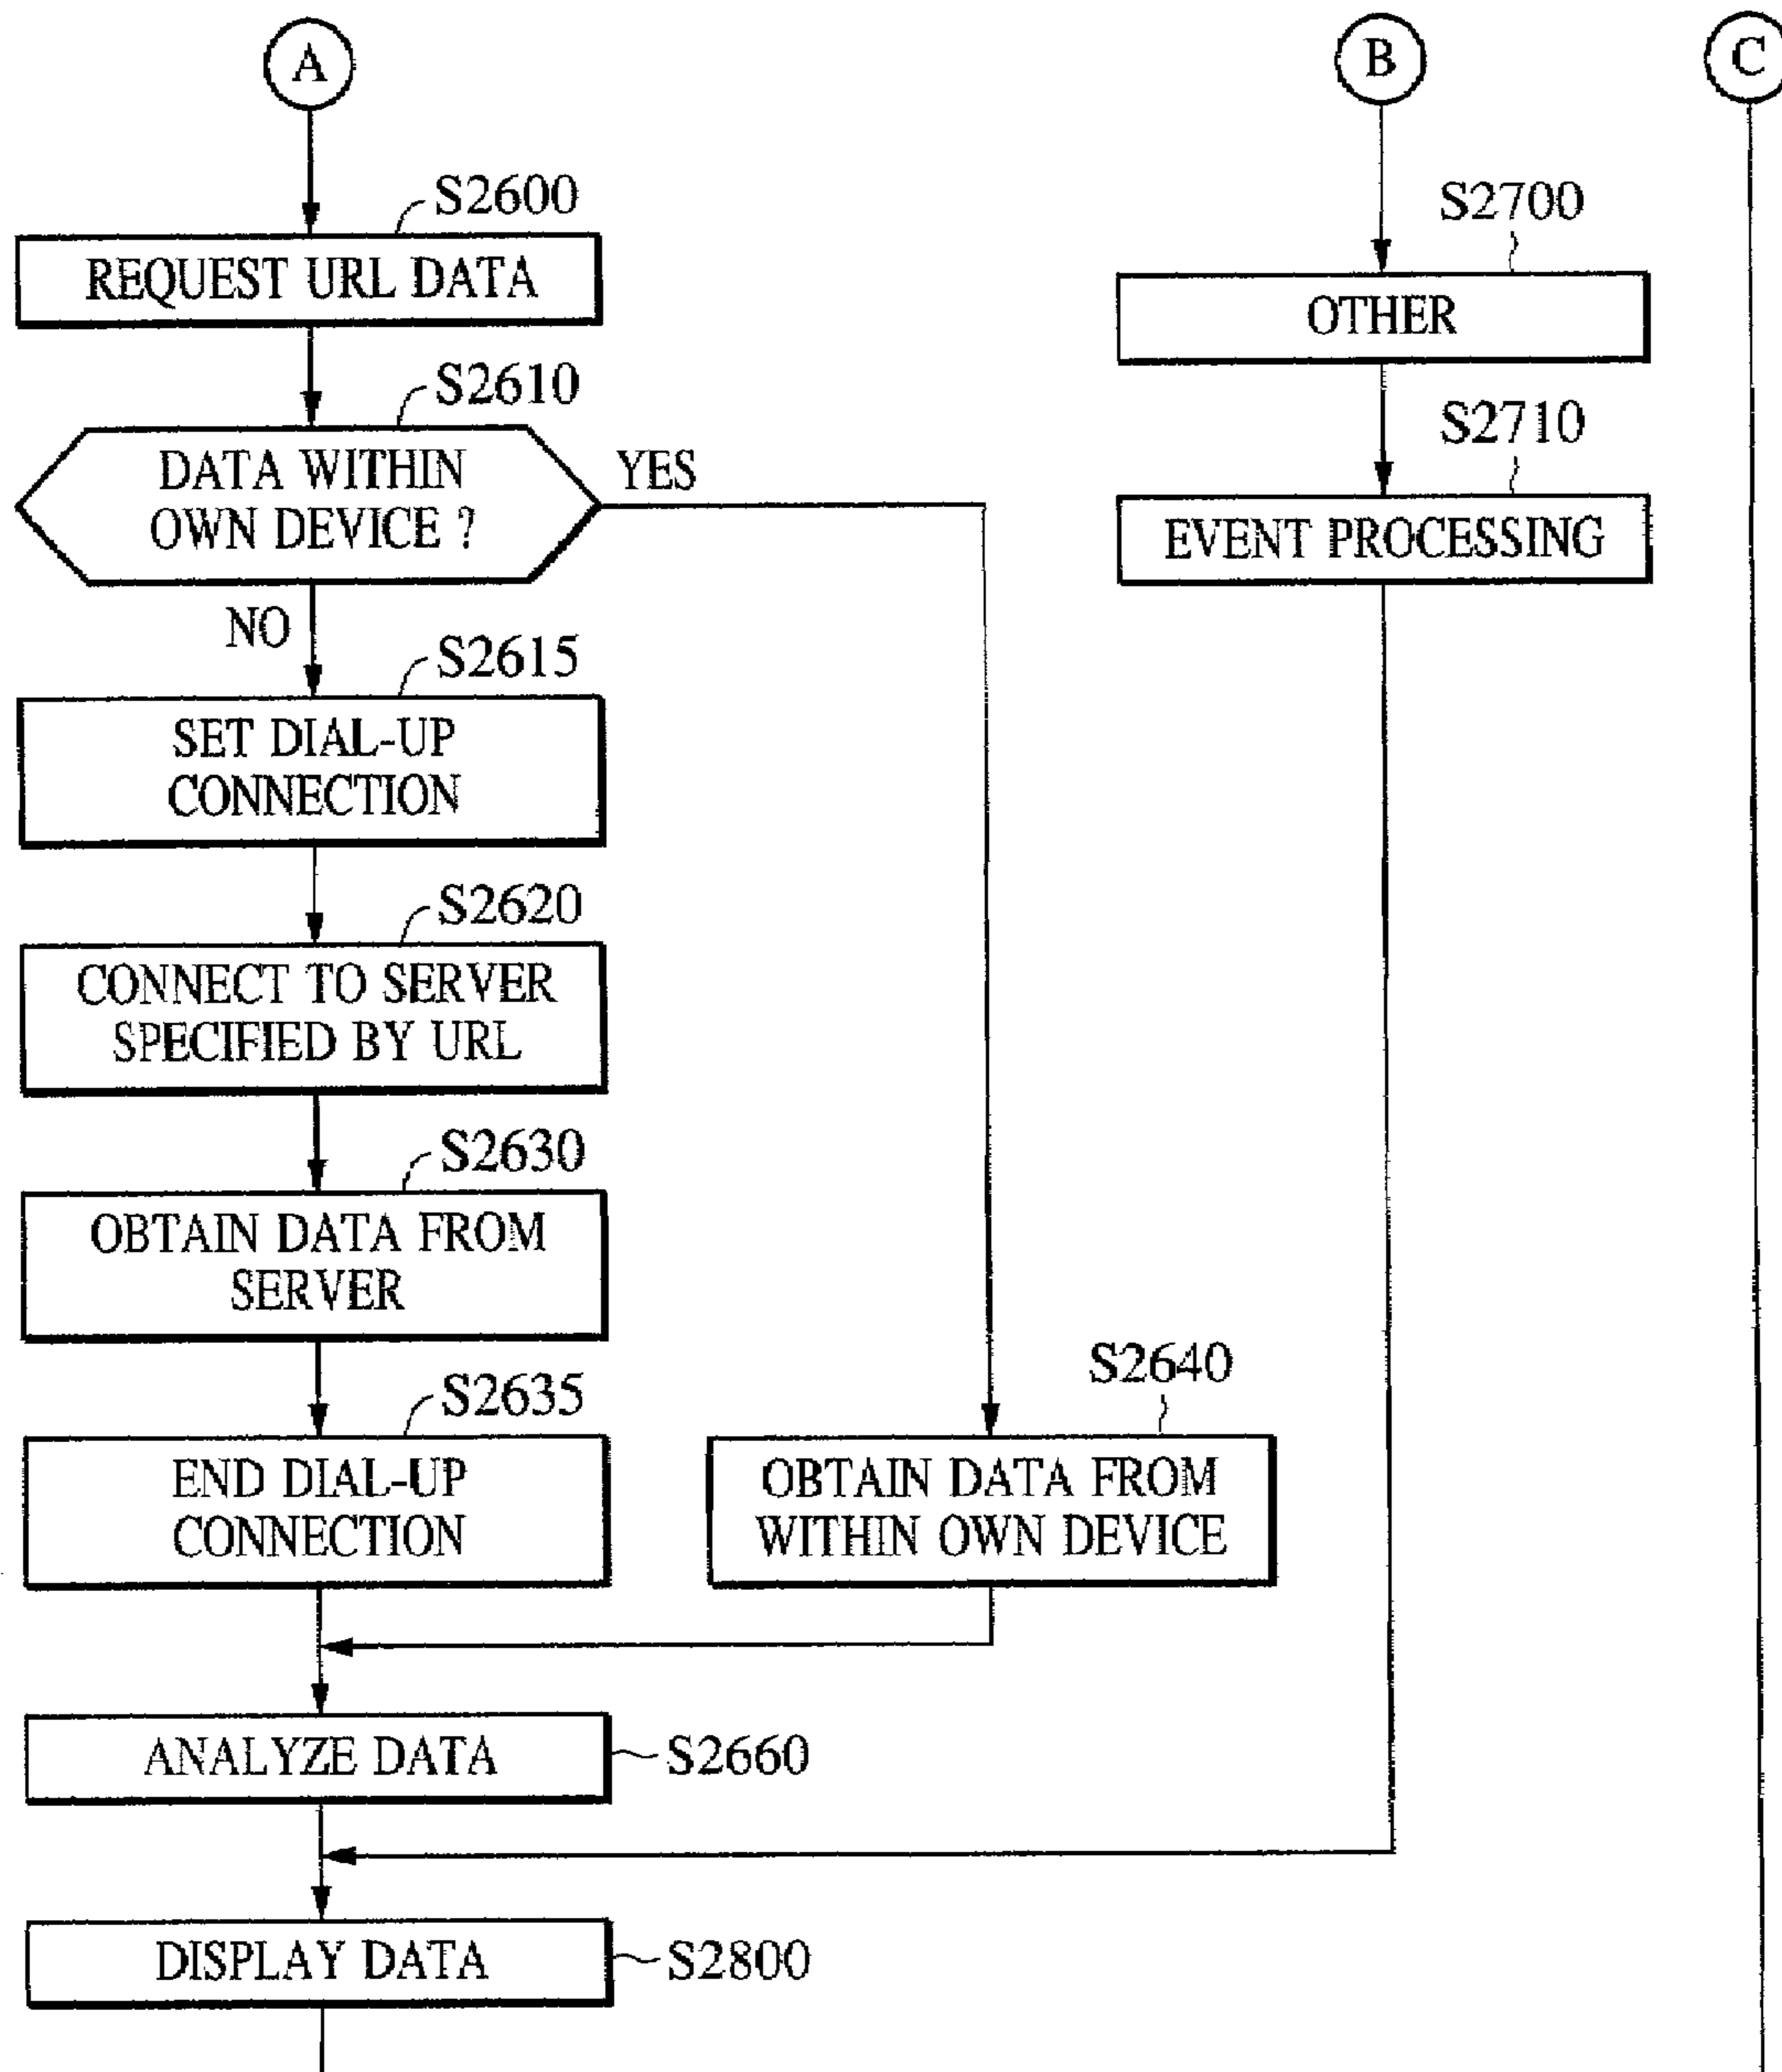 A
B
C
S2600
REQUEST URL DATA
S2610
DATA WITHIN
OWN DEVICE ?
YES
NO
S2615
SET DIAL-UP
CONNECTION
S2620
CONNECT TO SERVER
SPECIFIED BY URL
S2630
OBTAIN DATA FROM
SERVER
S2635
END DIAL-UP
CONNECTION
S2640
OBTAIN DATA FROM
WITHIN OWN DEVICE
ANALYZE DATA
S2660
DISPLAY DATA
S2800
S2700
OTHER
S2710
EVENT PROCESSING